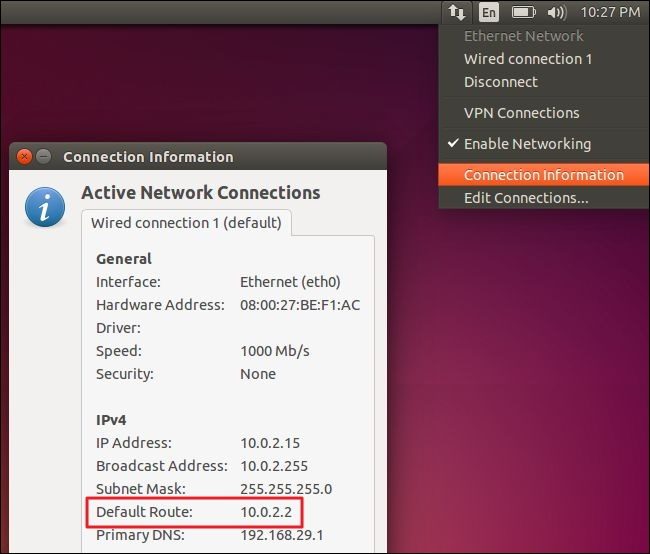 En 10:27 PM
Ethernet Network
Wired connection 1
Disconnect
VPN Connections
Enable Networking
Connection Information
Edit Connections...
Connection Information
Active Network Connections
Wired connection 1 (default)
General
Interface: Ethernet (eth0)
Hardware Address: 08:00:27:BE:F1:AC
Driver:
Speed: 1000 Mb/s
Security: None
IPv4
IP Address: 10.0.2.15
Broadcast Address: 10.0.2.255
Subnet Mask: 255.255.255.0
Default Route: 10.0.2.2
Primary DNS: 192.168.29.1